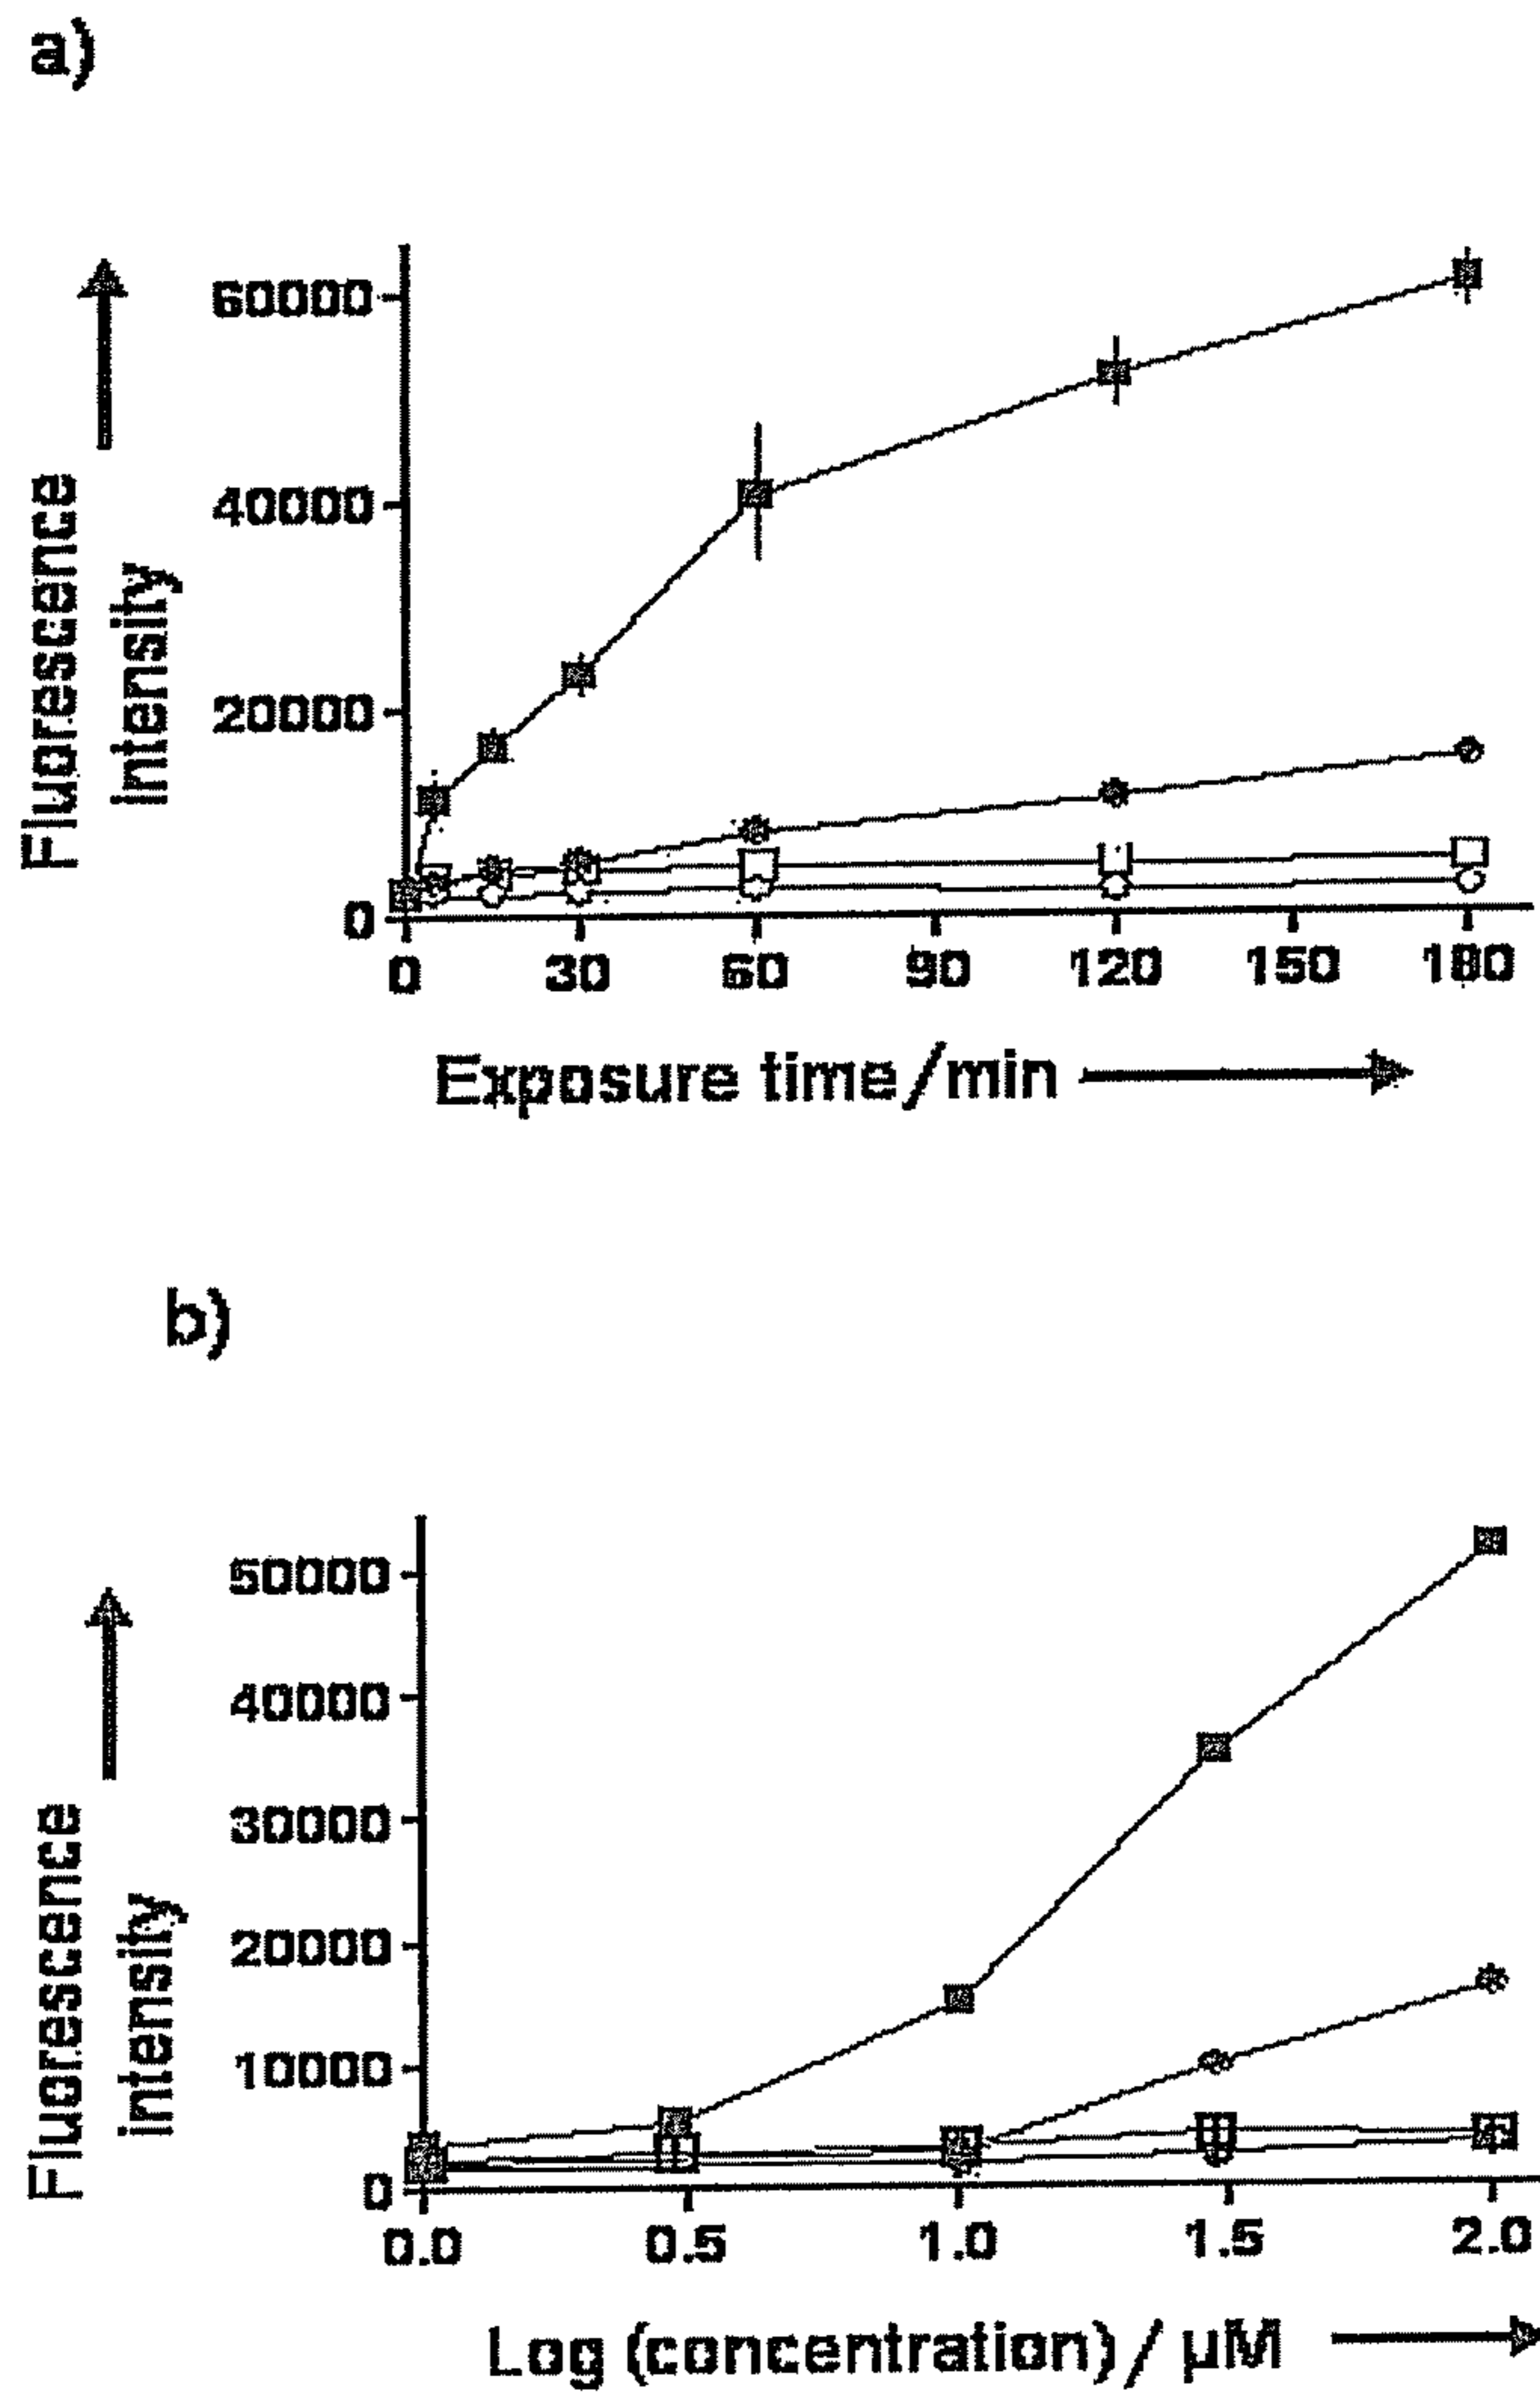 a)
Fluorescence
intensity
60000
40000
20000
0
0 30 60 90 120 150 180
Exposure time/min
b)
Fluorescence
intensity
50000
40000
30000
20000
10000
0
0.0 0.5 1.0 1.5 2.0
Log (concentration)/ µM